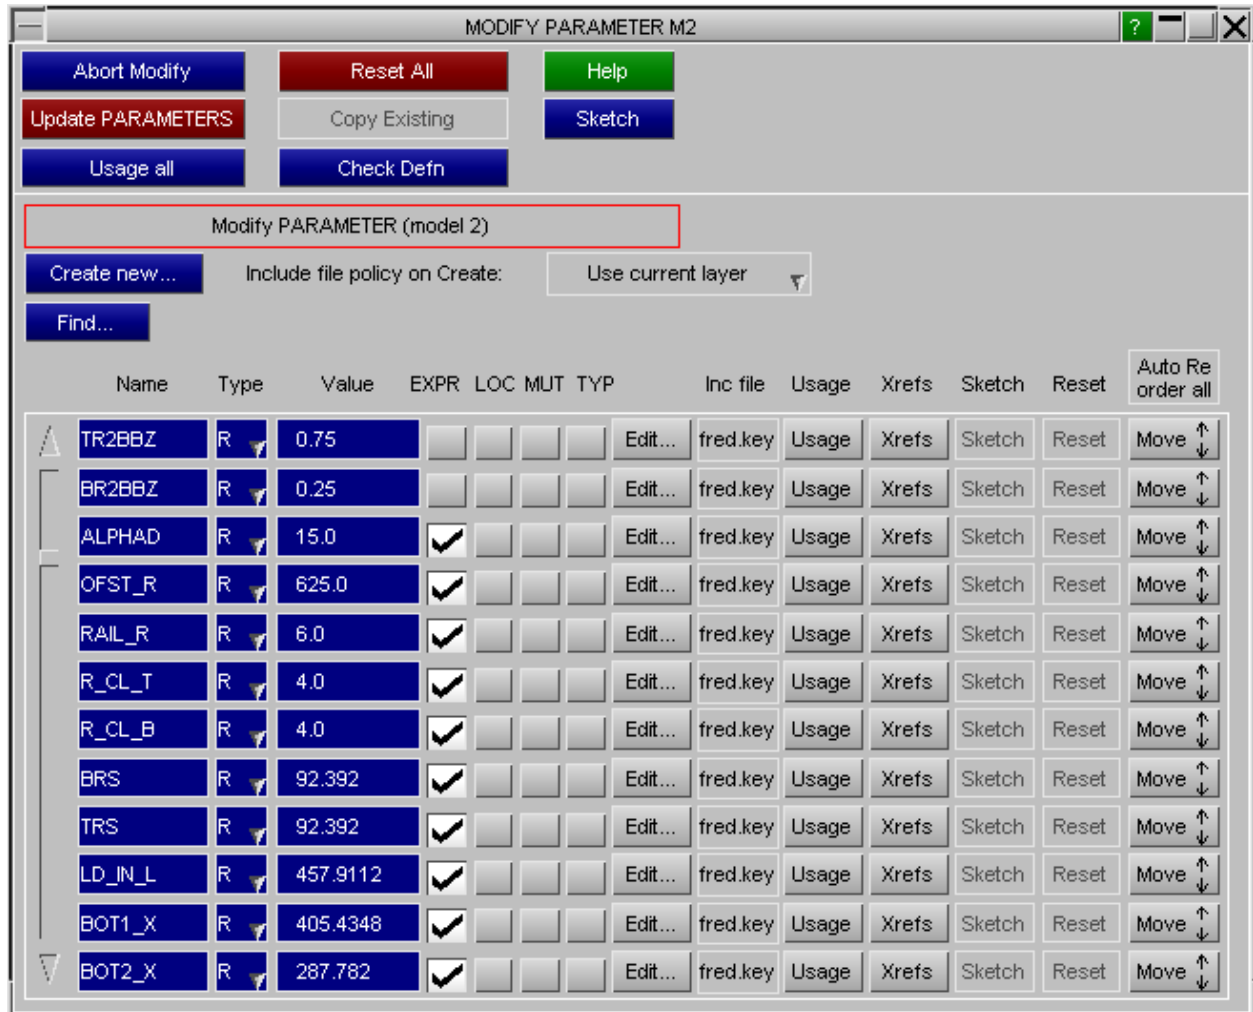 MODIFY PARAMETER M2 ?
Abort Modify Reset All Help
Update PARAMETERS Copy Existing Sketch
Usage all Check Defn
Modify PARAMETER (model 2)
Create new... Include file policy on Create: Use current layer
Find...
Name Type Value EXPR LOC MUT TYP Inc file Usage Xrefs Sketch Reset Auto Re
order all
TR2BBZ R 0.75 Edit... fred.key Usage Xrefs Sketch Reset Move
BR2BBZ R 0.25 Edit... fred.key Usage Xrefs Sketch Reset Move
ALPHAD R 15.0 Edit... fred.key Usage Xrefs Sketch Reset Move
OFST_R R 625.0 Edit... fred.key Usage Xrefs Sketch Reset Move
RAIL_R R 6.0 Edit... fred.key Usage Xrefs Sketch Reset Move
R_CL_T R 4.0 Edit... fred.key Usage Xrefs Sketch Reset Move
R_CL_B R 4.0 Edit... fred.key Usage Xrefs Sketch Reset Move
BRS R 92.392 Edit... fred.key Usage Xrefs Sketch Reset Move
TRS R 92.392 Edit... fred.key Usage Xrefs Sketch Reset Move
LD_IN_L R 457.9112 Edit... fred.key Usage Xrefs Sketch Reset Move
BOT1_X R 405.4348 Edit... fred.key Usage Xrefs Sketch Reset Move
BOT2_X R 287.782 Edit... fred.key Usage Xrefs Sketch Reset Move